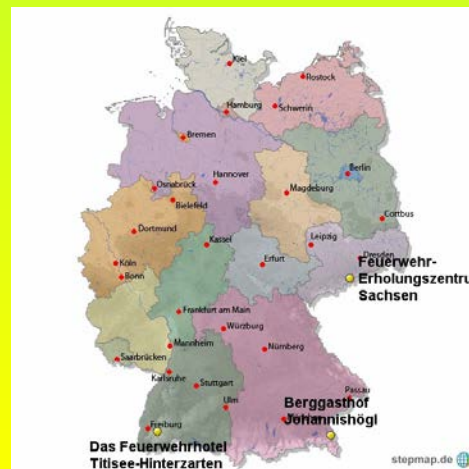 Kiel
Rostock
Hamburg
Schwerin
Bremen
Berlin
Hannover
Osnabrück
Magdeburg
Bielefeld
Cottbus
Dortmund
Kassel
Leipzig
Dresden
Köln
Erfurt
Bonn
Feuerwehr-
Erholungszentru
Sachsen
Frankfurt am Main
Würzburg
Mannheim
Nürnberg
Saarbrücken
Karlsruhe
Stuttgart
Passau
Ulm
Berggasthof
Johannishögl
Freiburg
Das Feuerwehrhotel
Titisee-Hinterzarten
stepmap.de